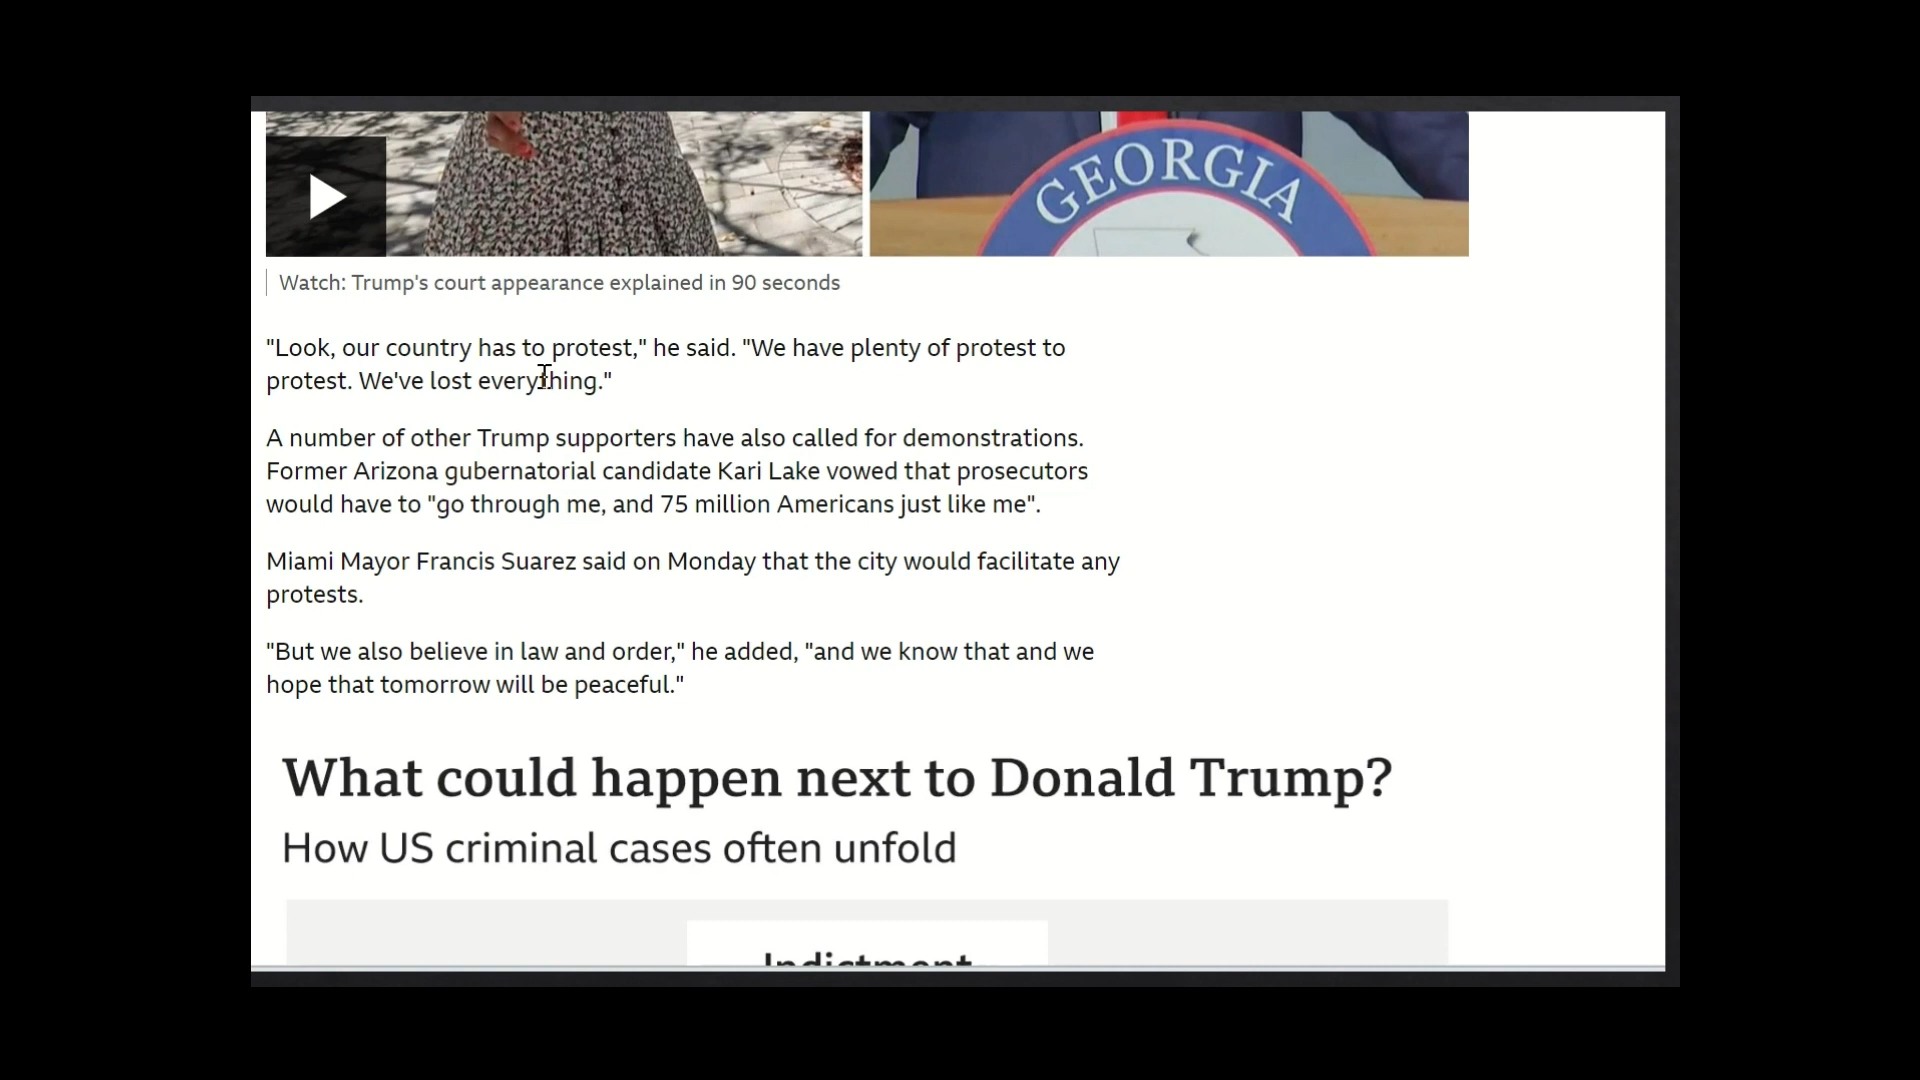 GEORGIA
Watch: Trump's court appearance explained in 90 seconds
"Look, our country has to protest," he said. "We have plenty of protest to
protest. We've lost everything."
A number of other Trump supporters have also called for demonstrations.
Former Arizona gubernatorial candidate Kari Lake vowed that prosecutors
would have to "go through me, and 75 million Americans just like me".
Miami Mayor Francis Suarez said on Monday that the city would facilitate any
protests.
"But we also believe in law and order," he added, "and we know that and we
hope that tomorrow will be peaceful."
What could happen next to Donald Trump?
How US criminal cases often unfold
Indictment